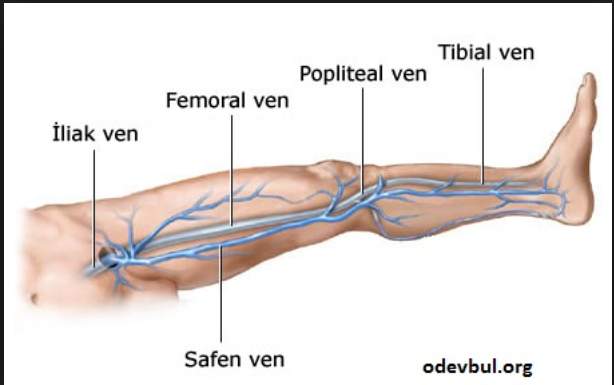 Tibial ven
Popliteal ven
Femoral ven
İliak ven
Safen ven
odevbul.org